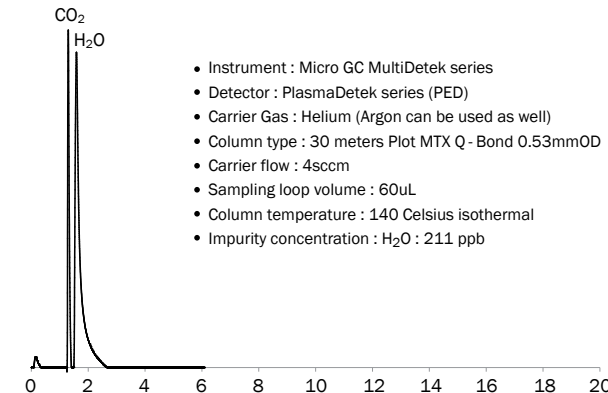 CO₂
H₂O
• Instrument : Micro GC MultiDetek series
• Detector : PlasmaDetek series (PED)
• Carrier Gas : Helium (Argon can be used as well)
• Column type : 30 meters Plot MTX Q - Bond 0.53mmOD
• Carrier flow : 4sccm
• Sampling loop volume : 60uL
• Column temperature : 140 Celsius isothermal
• Impurity concentration : H₂O : 211 ppb
0 2 4 6 8 10 12 14 16 18 20